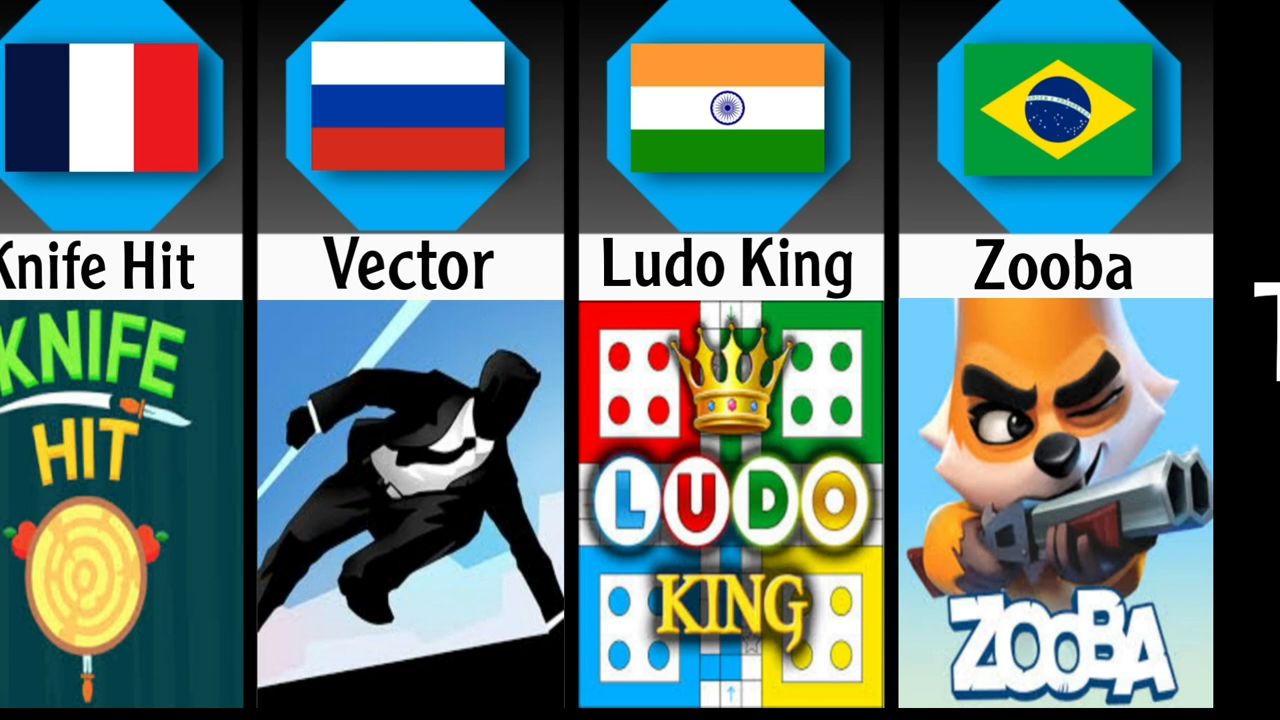 Knife Hit
Vector
Ludo King
Zooba
KNIFE
HIT
LUDO
KING
ZOOBA